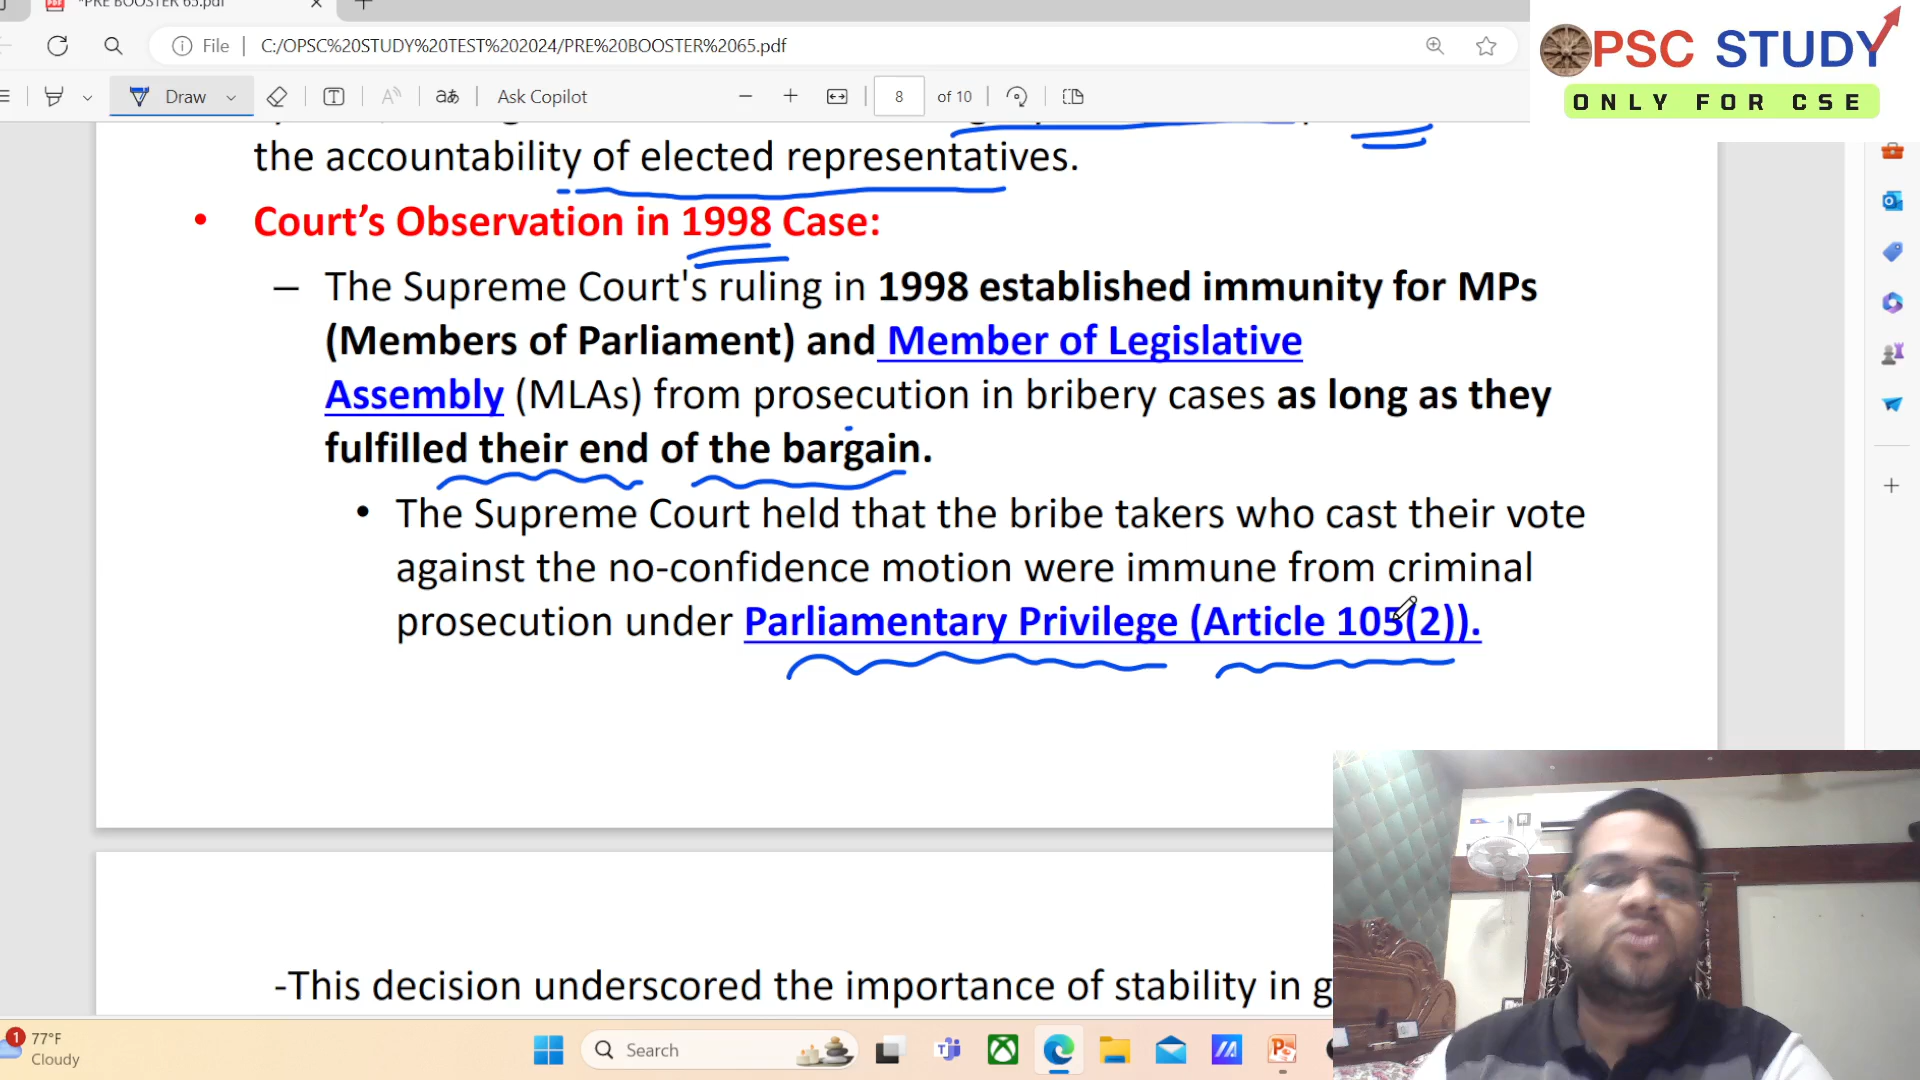 *PRE BOOSTER 65.pdf
File
C:/OPSC%20STUDY%20TEST%202024/PRE%20BOOSTER%2065.pdf
PSC STUDY
ONLY FOR CSE
Draw
Ask Copilot
8 of 10
the accountability of elected representatives.
• Court’s Observation in 1998 Case:
– The Supreme Court's ruling in 1998 established immunity for MPs
(Members of Parliament) and Member of Legislative
Assembly (MLAs) from prosecution in bribery cases as long as they
fulfilled their end of the bargain.
• The Supreme Court held that the bribe takers who cast their vote
against the no-confidence motion were immune from criminal
prosecution under Parliamentary Privilege (Article 105(2)).
-This decision underscored the importance of stability in g
1
77°F
Cloudy
Search